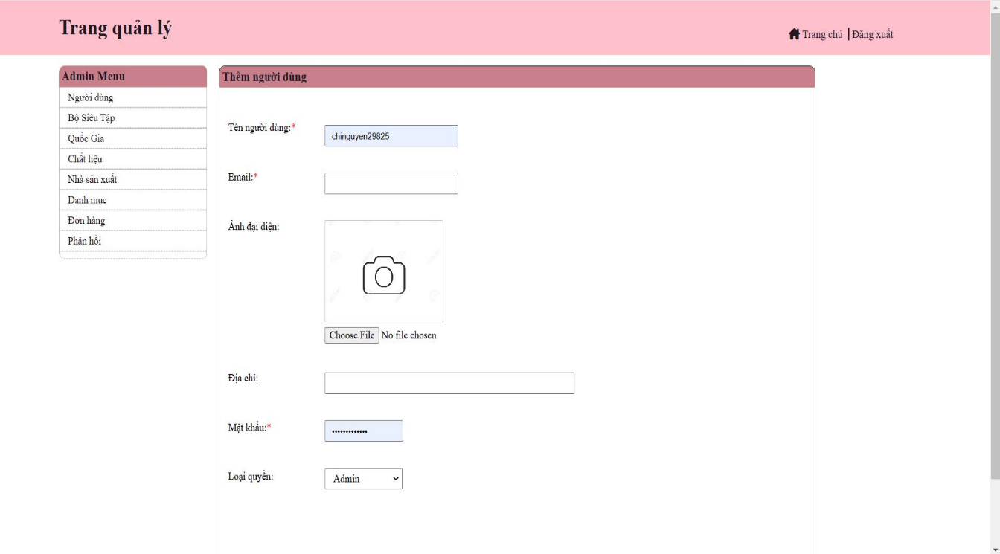 Trang quản lý
Trang chủ | Đăng xuất
Admin Menu
Người dùng
Bộ Siêu Tập
Quốc Gia
Chất liệu
Nhà sản xuất
Danh mục
Đơn hàng
Phản hồi
Thêm người dùng
Tên người dùng:* chinguyen29825
Email:*
Ảnh đại diện:
Choose File No file chosen
Địa chỉ:
Mật khẩu:* •••••••••••••
Loại quyền: Admin